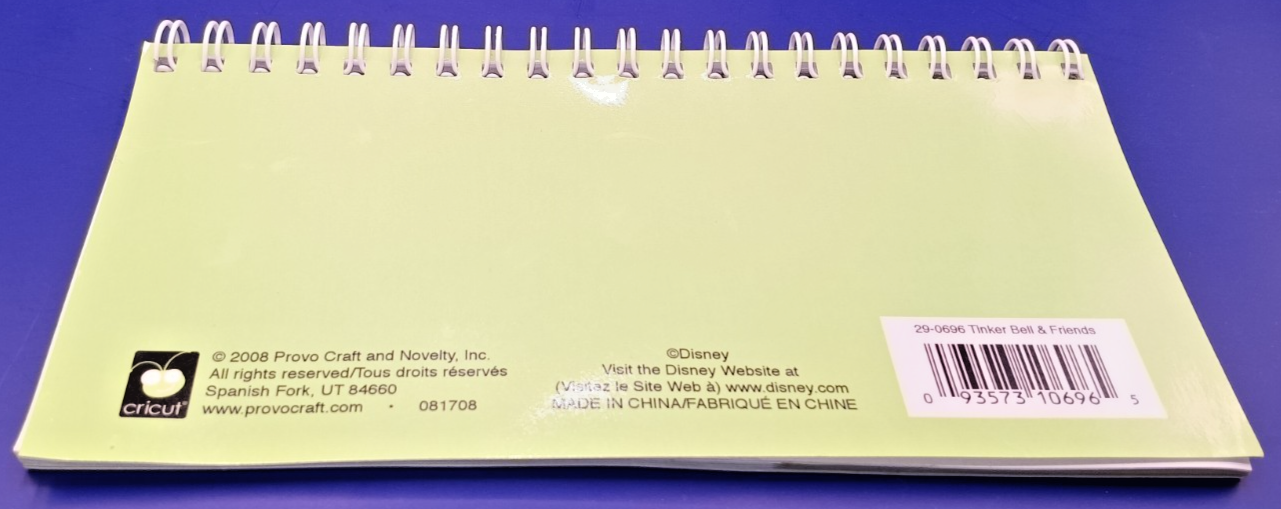 cricut®
© 2008 Provo Craft and Novelty, Inc.
All rights reserved/Tous droits réservés
Spanish Fork, UT 84660
www.provocraft.com • 081708
©Disney
Visit the Disney Website at
(Visitez le Site Web à) www.disney.com
MADE IN CHINA/FABRIQUÉ EN CHINE
29-0696 Tinker Bell & Friends
0 93573 10696 5